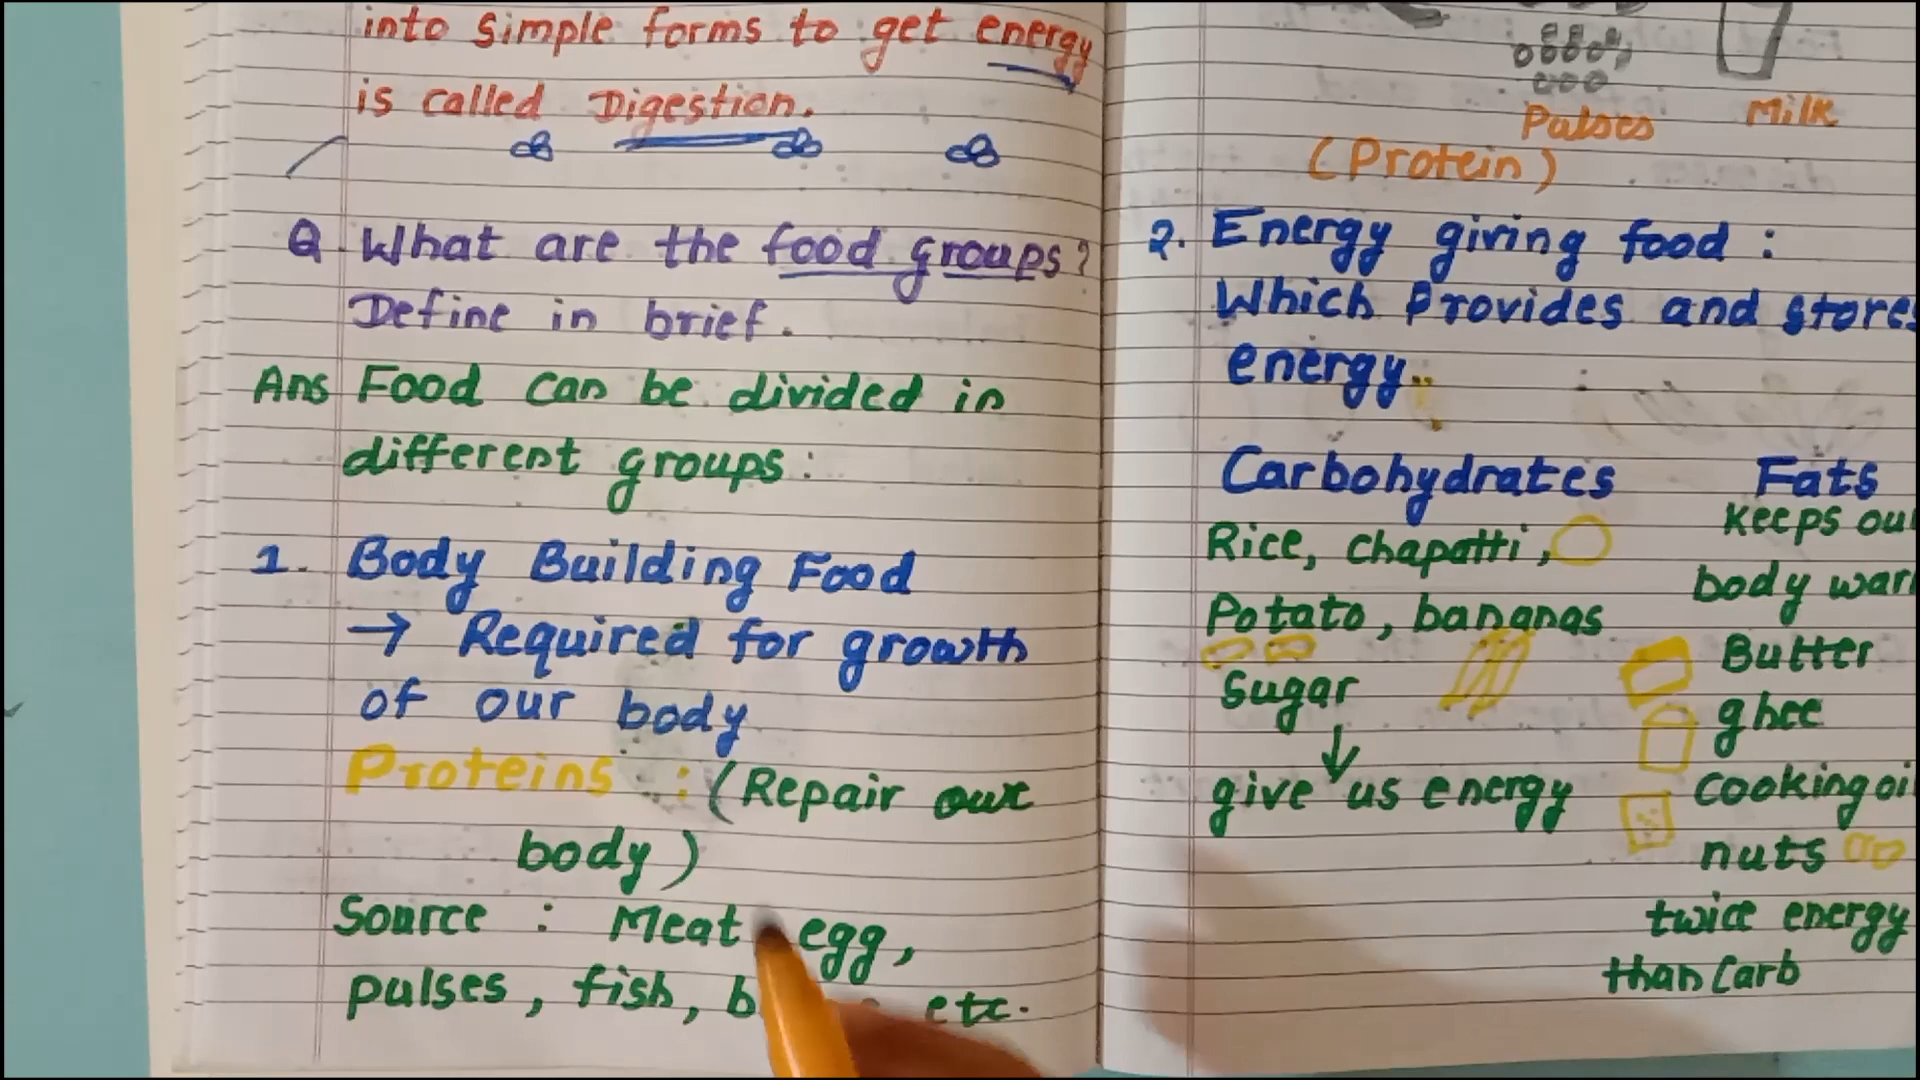 into simple forms to get energy
is called Digestion.
Q. What are the food groups?
Define in brief.
Ans Food can be divided in
different groups:
1. Body Building Food
→ Required for growth
of our body
Proteins : (Repair our
body)
Source : Meat egg,
pulses, fish, etc.
Pulses Milk
(Protein)
2. Energy giving food :
Which Provides and stores
energy.
Carbohydrates
Rice, chapatti,
Potato, bananas
Sugar
↓
give us energy
Fats
Keeps our
body war
Butter
ghee
Cooking oi
nuts
twice energy
than Carb